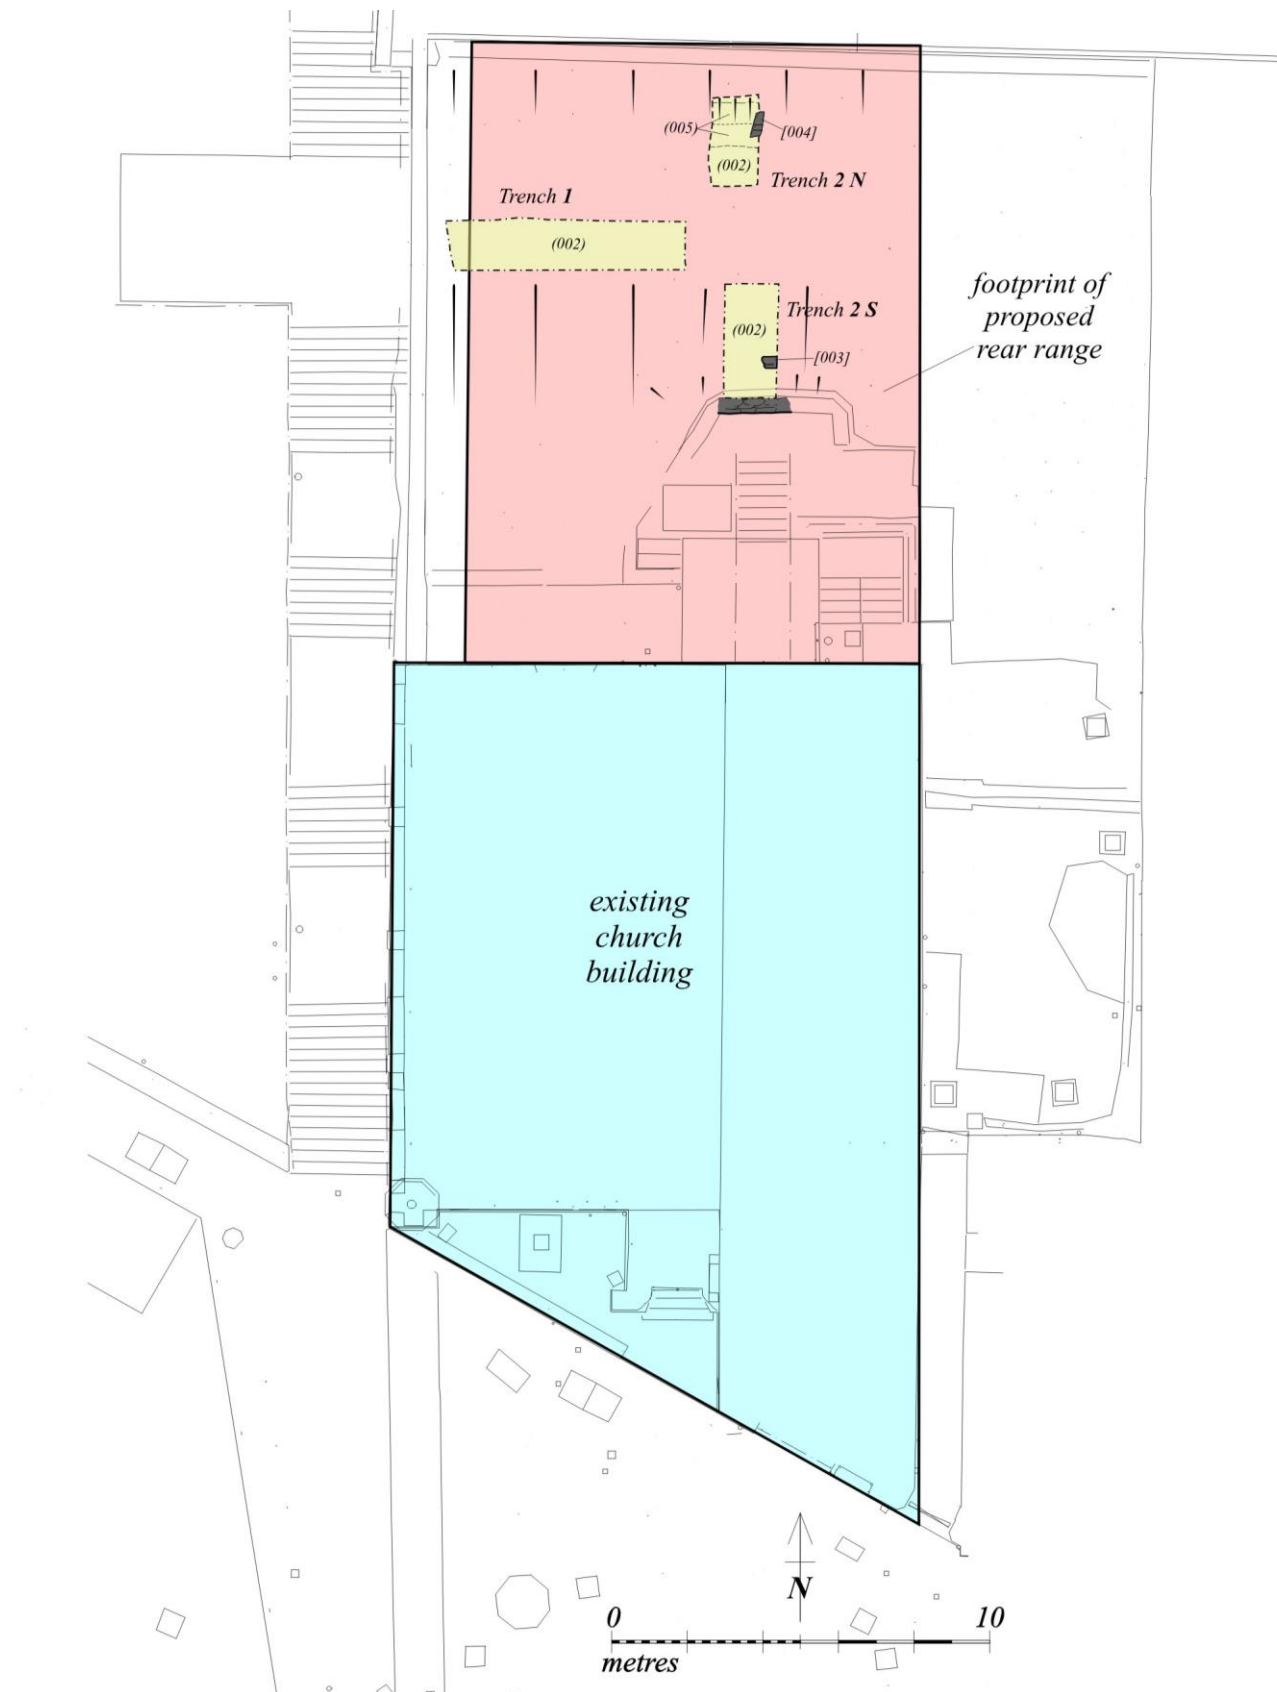 (005)
[004]
(002)
Trench 2 N
Trench 1
(002)
footprint of
proposed
rear range
Trench 2 S
(002)
[003]
existing
church
building
N
0 10
metres